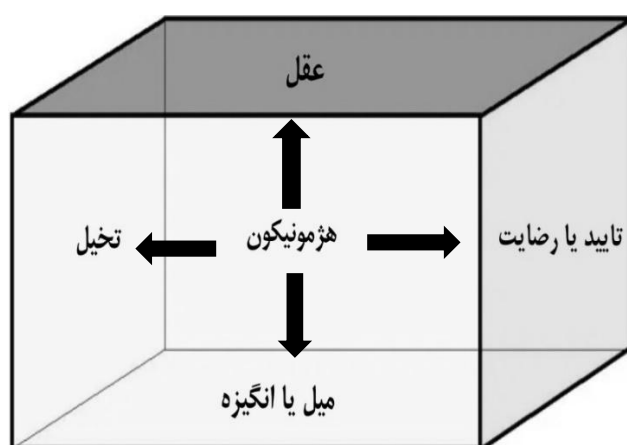 عقل
تایید یا رضایت
هژمونیکون
تخیل
میل یا انگیزه